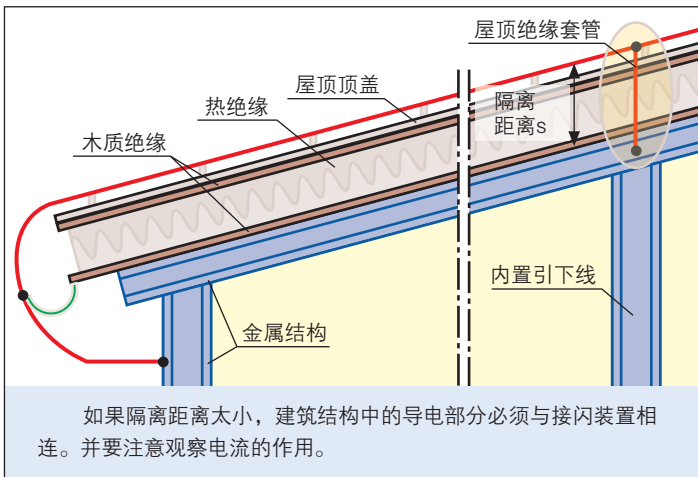 屋顶绝缘套管
屋顶顶盖
热绝缘
木质绝缘
隔离
距离s
内置引下线
金属结构
如果隔离距离太小，建筑结构中的导电部分必须与接闪装置相
连。并要注意观察电流的作用。